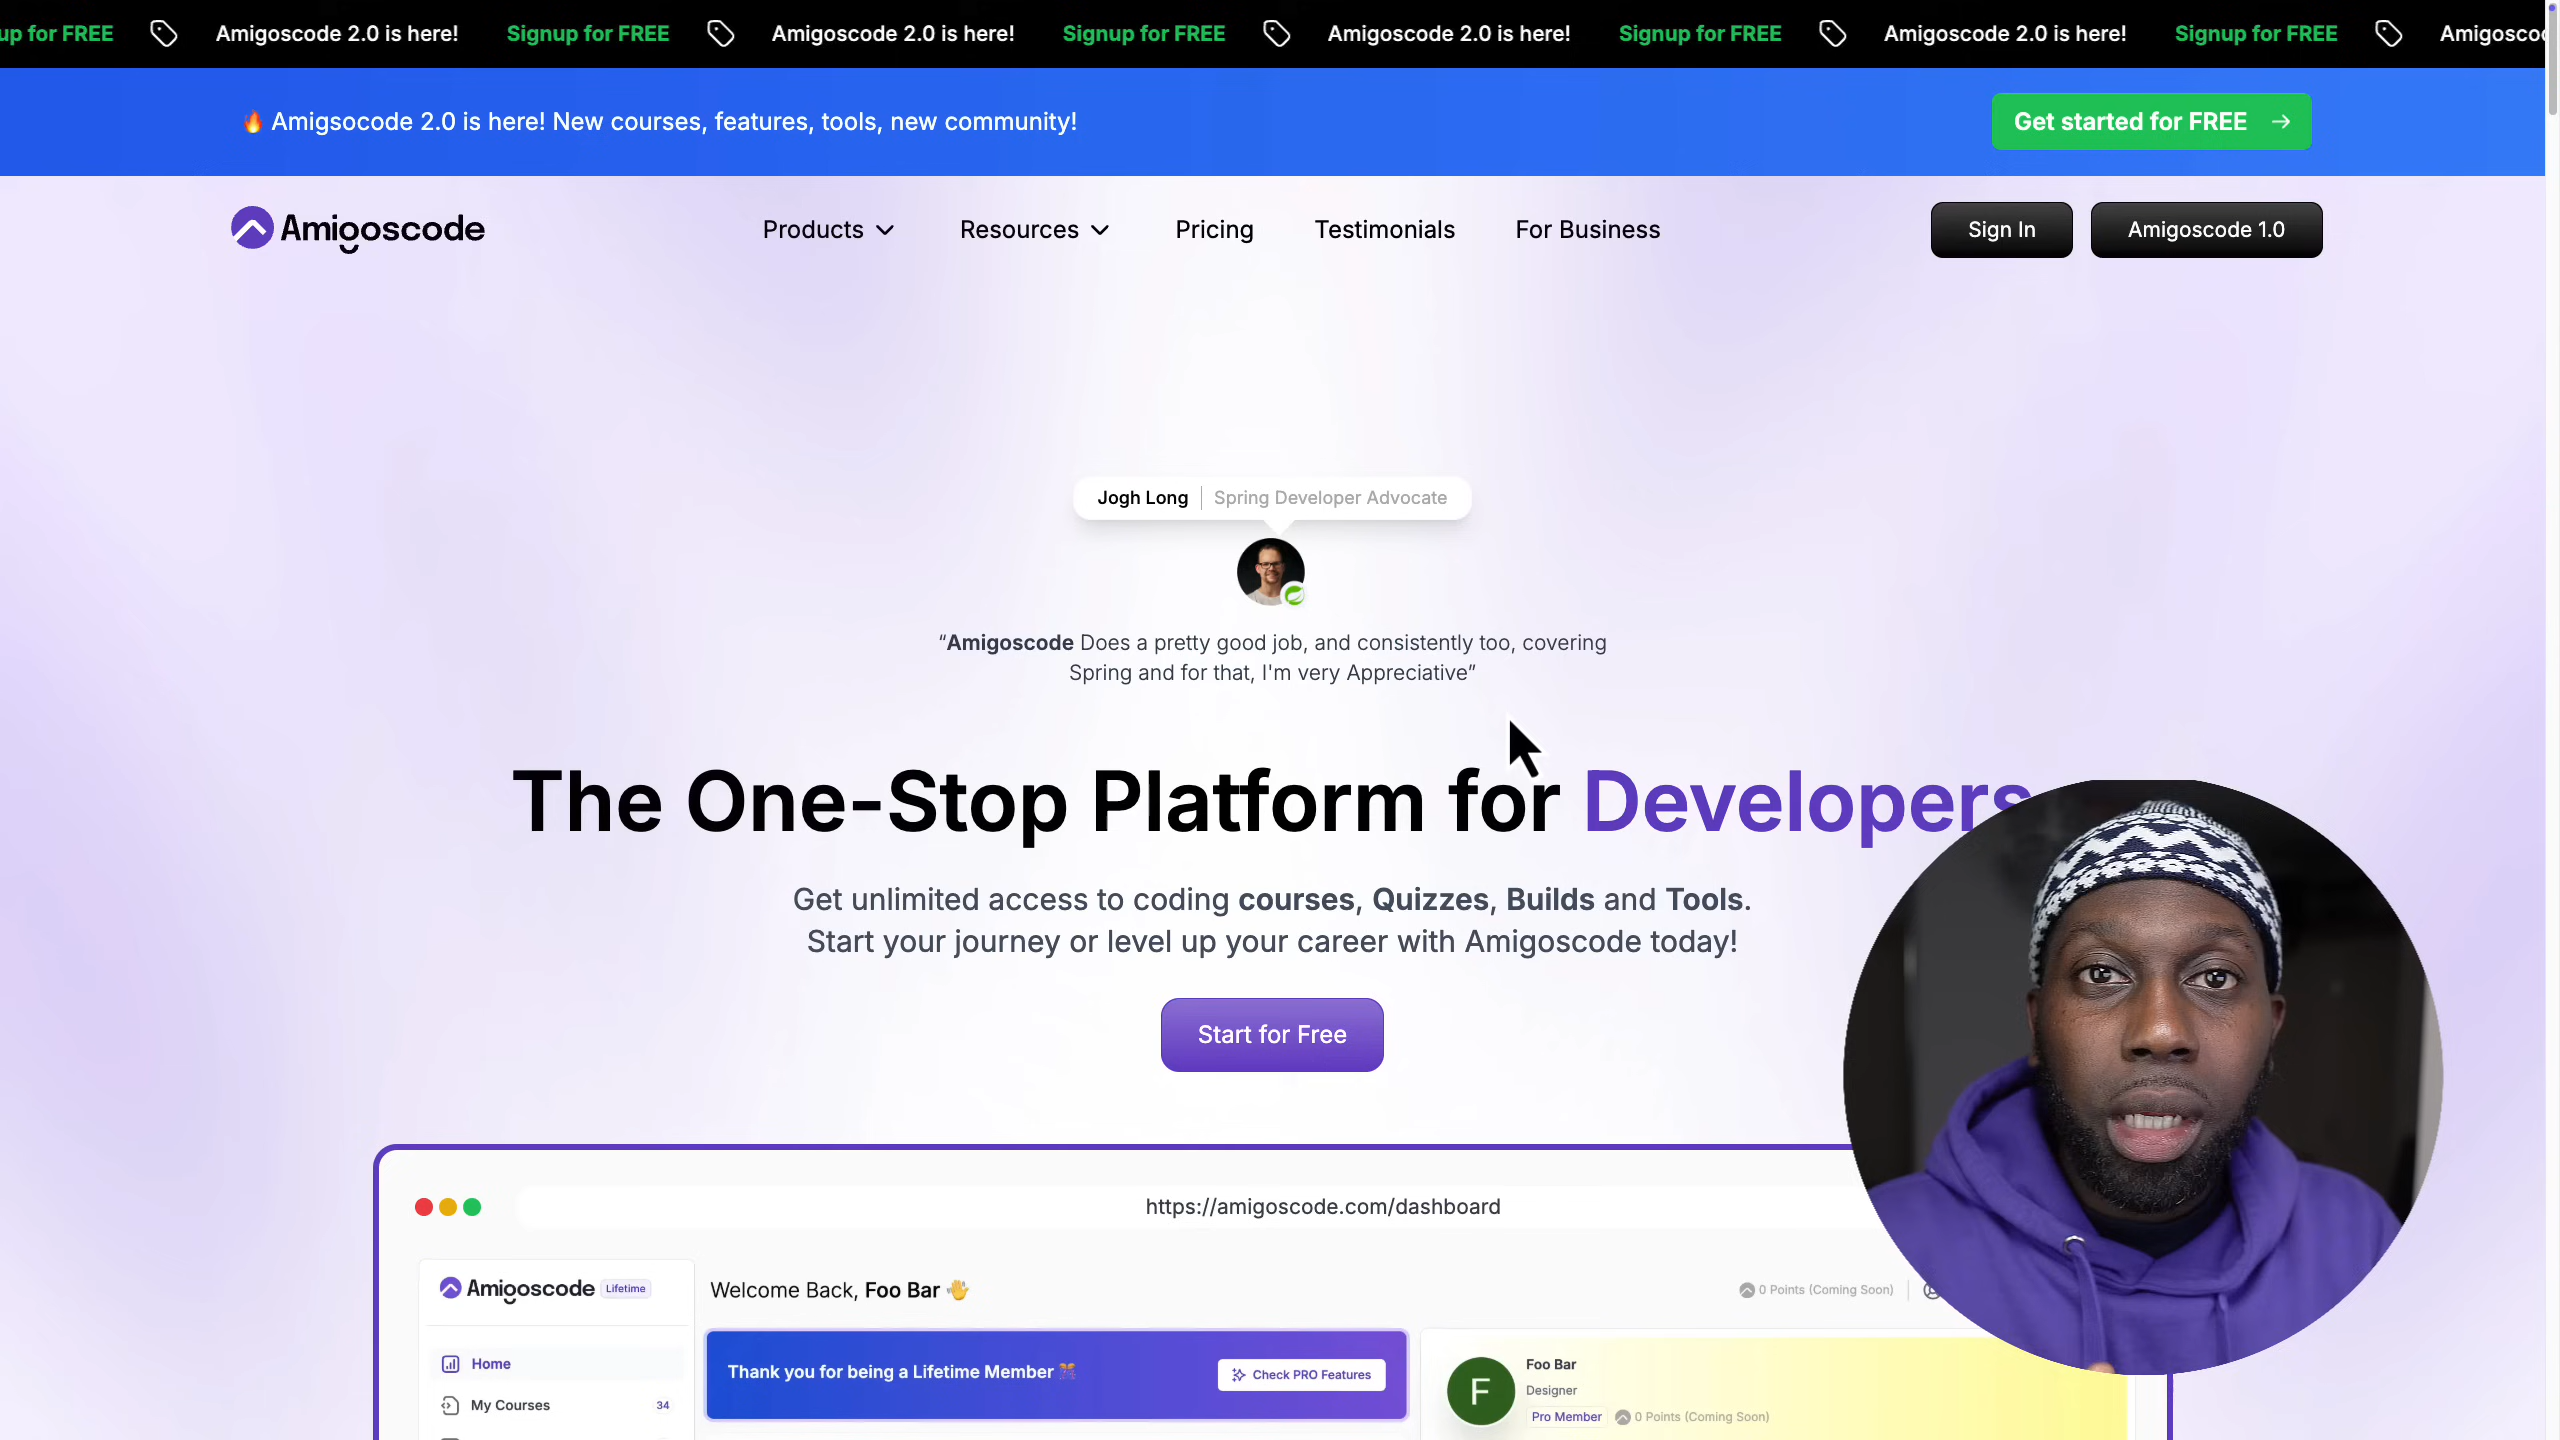 up for FREE Amigoscode 2.0 is here! Signup for FREE Amigoscode 2.0 is here! Signup for FREE Amigoscode 2.0 is here! Signup for FREE Amigoscode 2.0 is here! Signup for FREE Amigosco
🔥 Amigsocode 2.0 is here! New courses, features, tools, new community!
Get started for FREE →
Amigoscode
Products
Resources
Pricing
Testimonials
For Business
Sign In
Amigoscode 1.0
Jogh Long | Spring Developer Advocate
“Amigoscode Does a pretty good job, and consistently too, covering
Spring and for that, I'm very Appreciative”
The One-Stop Platform for Developers
Get unlimited access to coding courses, Quizzes, Builds and Tools.
Start your journey or level up your career with Amigoscode today!
Start for Free
https://amigoscode.com/dashboard
Amigoscode Lifetime
Welcome Back, Foo Bar 👋
0 Points (Coming Soon)
Home
My Courses 34
Thank you for being a Lifetime Member
Check PRO Features
F
Foo Bar
Designer
Pro Member
0 Points (Coming Soon)